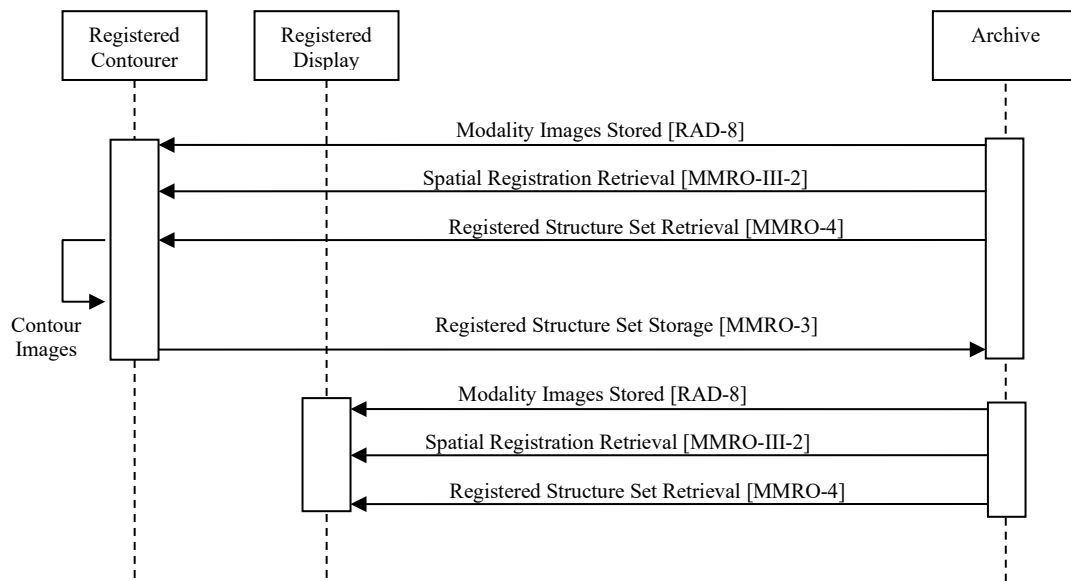 Registered
Contourer
Registered
Display
Archive
Modality Images Stored [RAD-8]
Spatial Registration Retrieval [MMRO-III-2]
Registered Structure Set Retrieval [MMRO-4]
Contour
Images
Registered Structure Set Storage [MMRO-3]
Modality Images Stored [RAD-8]
Spatial Registration Retrieval [MMRO-III-2]
Registered Structure Set Retrieval [MMRO-4]